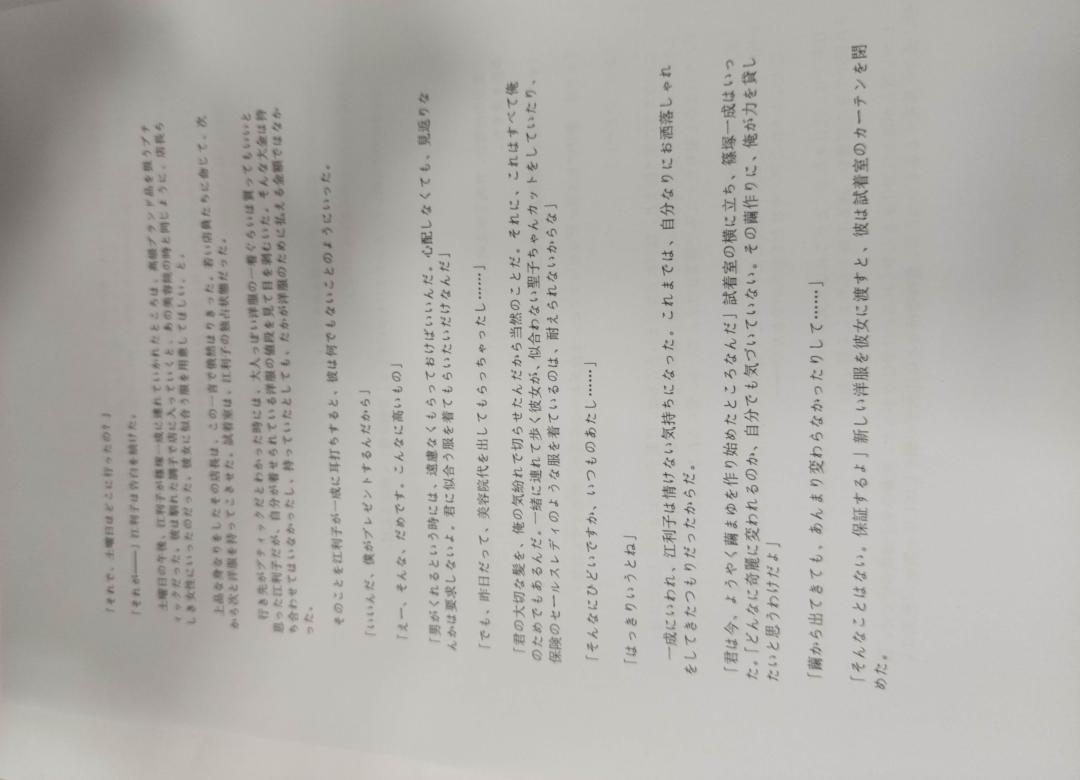 「それで、土曜日はどこに行ったの？」
「それが――」江利子は告白を続けた。
土曜日の午後、江利子が篠塚一成に連れていかれたところは、高級ブランド品を扱うブテ
ィックだった。彼は馴れた調子で店に入っていくと、あの美容院の時と同じように、店長ら
しき女性にいったのだった。彼女に似合う服を用意してほしい、と。
上品な身なりをしたその店長は、この一言で俄然はりきった。若い店員たちに命じて、次
から次と洋服を持ってこさせた。試着室は、江利子の独占状態だった。
行き先がブティックだとわかった時には、大人っぽい洋服の一着ぐらいは買ってもいいと
思った江利子だが、自分が着せられている洋服の値段を見て目を剥むいた。そんな大金は持
ち合わせてはいなかったし、持っていたとしても、たかが洋服のために払える金額ではなか
った。
そのことを江利子が一成に耳打ちすると、彼は何でもないことのようにいった。
「いいんだ、僕がプレゼントするんだから」
「えー、そんな、だめです。こんなに高いもの」
「男がくれるという時には、遠慮なくもらっておけばいいんだ。心配しなくても、見返りな
んかは要求しないよ。君に似合う服を着てもらいたいだけなんだ」
「でも、昨日だって、美容院代を出してもらっちゃったし……」
「君の大切な髪を、俺の気紛れで切らせたんだから当然のことだ。それに、これはすべて俺
のためでもあるんだ。一緒に連れて歩く彼女が、似合わない聖子ちゃんカットをしていたり、
保険のセールスレディのような服を着ているのは、耐えられないからな」
「そんなにひどいですか、いつものあたし……」
「はっきりいうとね」
一成にいわれ、江利子は情けない気持ちになった。これまでは、自分なりにお洒落しゃれ
をしてきたつもりだったからだ。
「君は今、ようやく繭まゆを作り始めたところなんだ」試着室の横に立ち、篠塚一成はいっ
た。「どんなに奇麗に変われるのか、自分でも気づいていない。その繭作りに、俺が力を貸し
たいと思うわけだよ」
「繭から出てきても、あんまり変わらなかったりして……」
「そんなことはない。保証するよ」新しい洋服を彼女に渡すと、彼は試着室のカーテンを閉
めた。